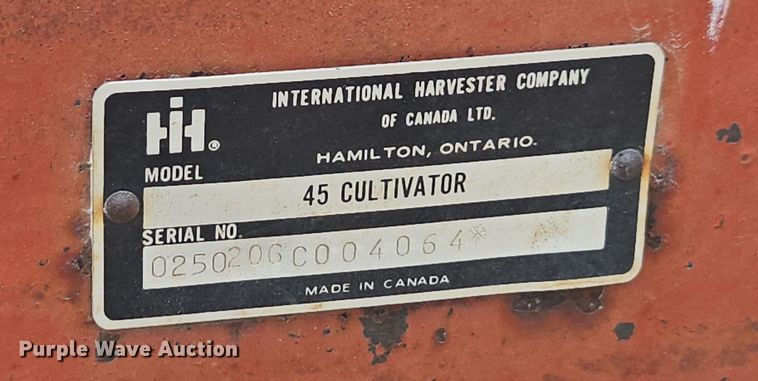 INTERNATIONAL HARVESTER COMPANY
OF CANADA LTD.
IH®
HAMILTON, ONTARIO.
MODEL
45 CULTIVATOR
SERIAL NO.
0250206C004064*
MADE IN CANADA
Purple Wave Auction